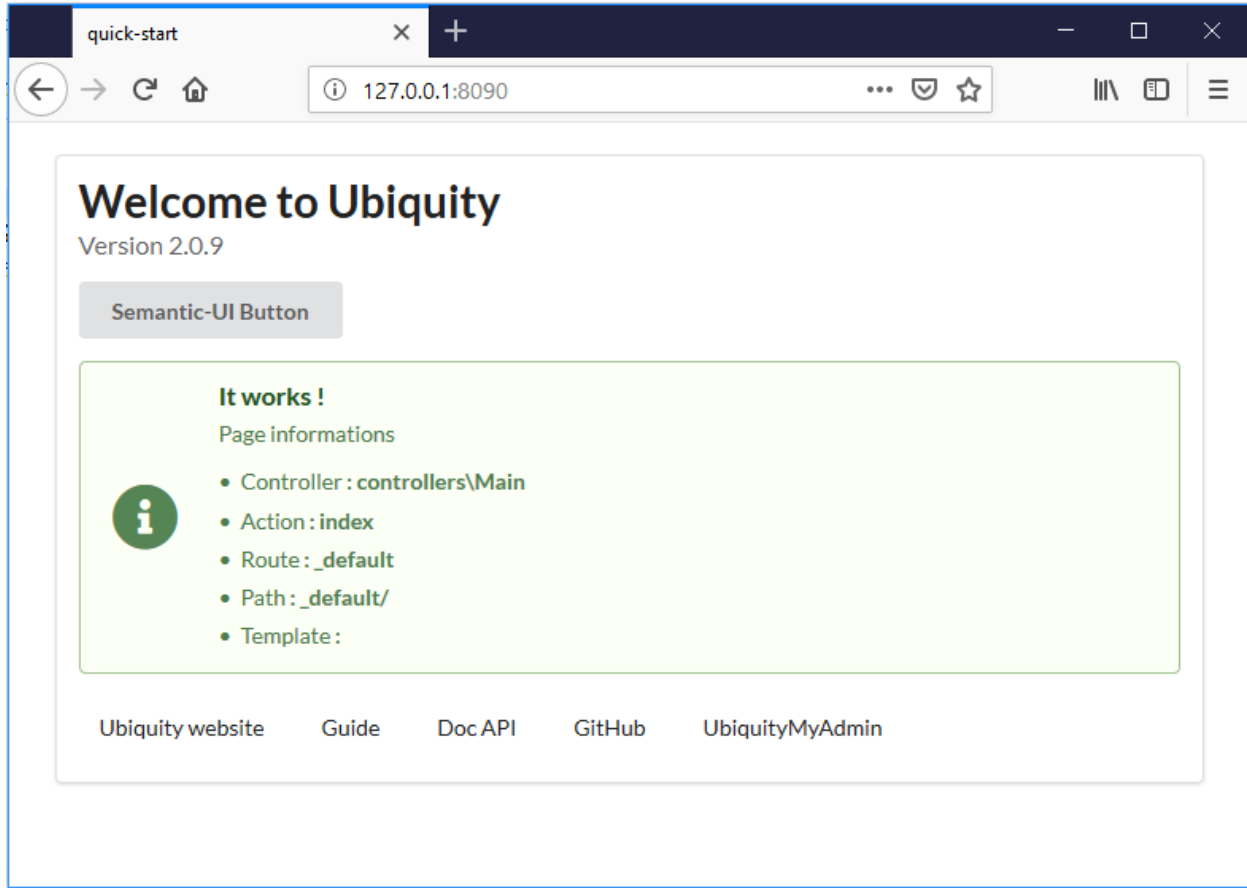 quick-start
127.0.0.1:8090
Welcome to Ubiquity
Version 2.0.9
Semantic-UI Button
It works !
Page informations
• Controller : controllers\Main
• Action : index
• Route : _default
• Path : _default/
• Template :
Ubiquity website Guide Doc API GitHub UbiquityMyAdmin